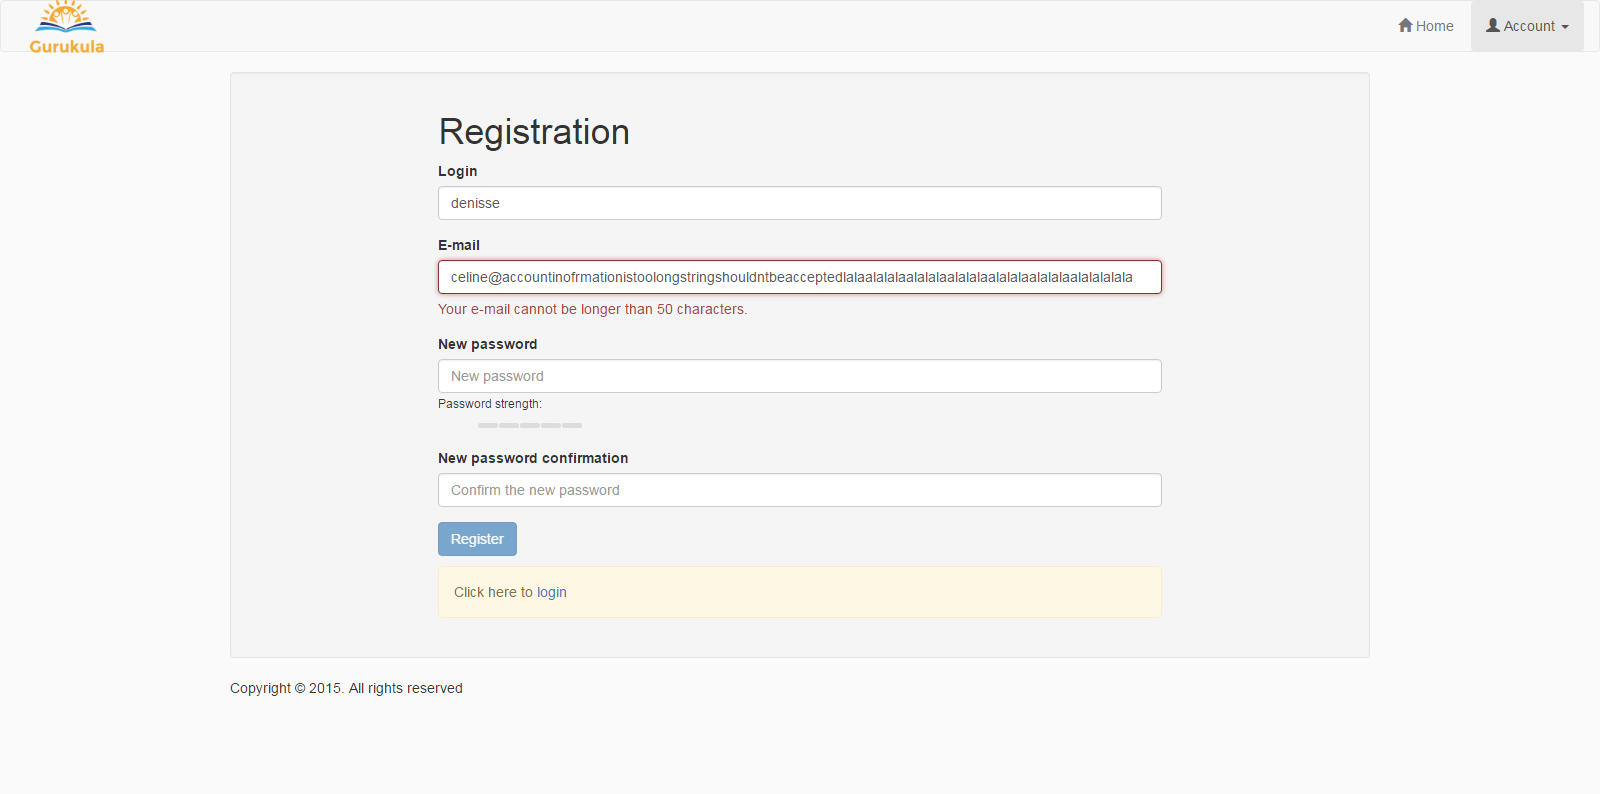 Gurukula
Home
Account
Registration
Login
denisse
E-mail
celine@accountinofrmationistoolongstringshouldntbeacceptedlalaalalalaalalalaalalalaalalalaalalalaalalalalala
Your e-mail cannot be longer than 50 characters.
New password
New password
Password strength:
New password confirmation
Confirm the new password
Register
Click here to login
Copyright © 2015. All rights reserved